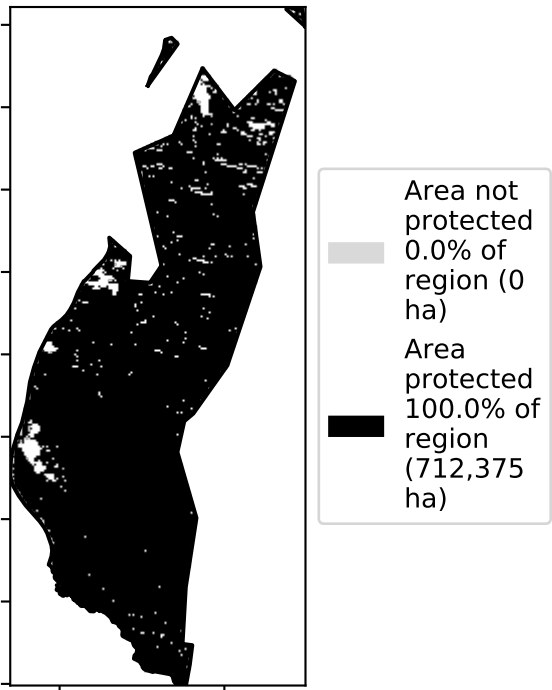 Area not
protected
0.0% of
region (0
ha)
Area
protected
100.0% of
region
(712,375
ha)